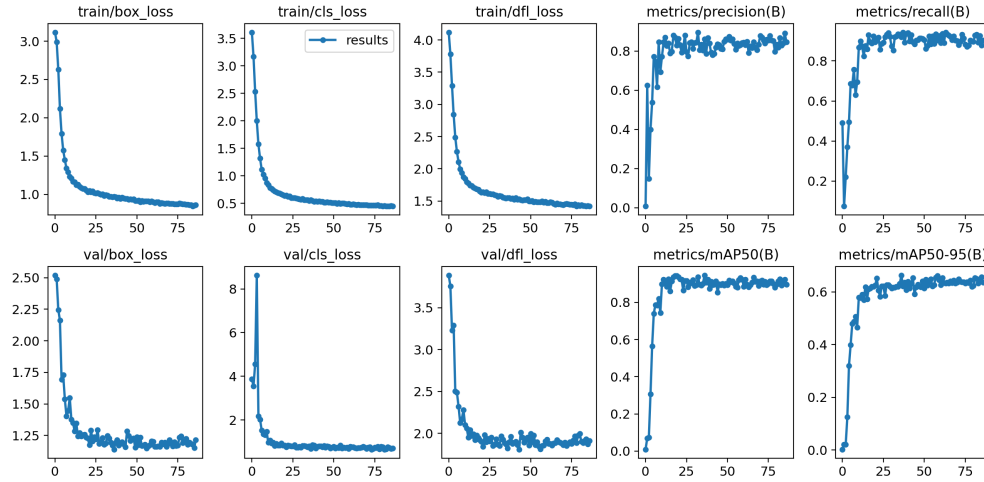 train/box_loss
3.0
2.5
2.0
1.5
1.0
0 25 50 75
train/cls_loss
results
3.5
3.0
2.5
2.0
1.5
1.0
0.5
0 25 50 75
train/dfl_loss
4.0
3.5
3.0
2.5
2.0
1.5
0 25 50 75
metrics/precision(B)
0.8
0.6
0.4
0.2
0.0
0 25 50 75
metrics/recall(B)
0.8
0.6
0.4
0.2
0 25 50 75
val/box_loss
2.50
2.25
2.00
1.75
1.50
1.25
0 25 50 75
val/cls_loss
8
6
4
2
0 25 50 75
val/dfl_loss
3.5
3.0
2.5
2.0
0 25 50 75
metrics/mAP50(B)
0.8
0.6
0.4
0.2
0.0
0 25 50 75
metrics/mAP50-95(B)
0.6
0.4
0.2
0.0
0 25 50 75